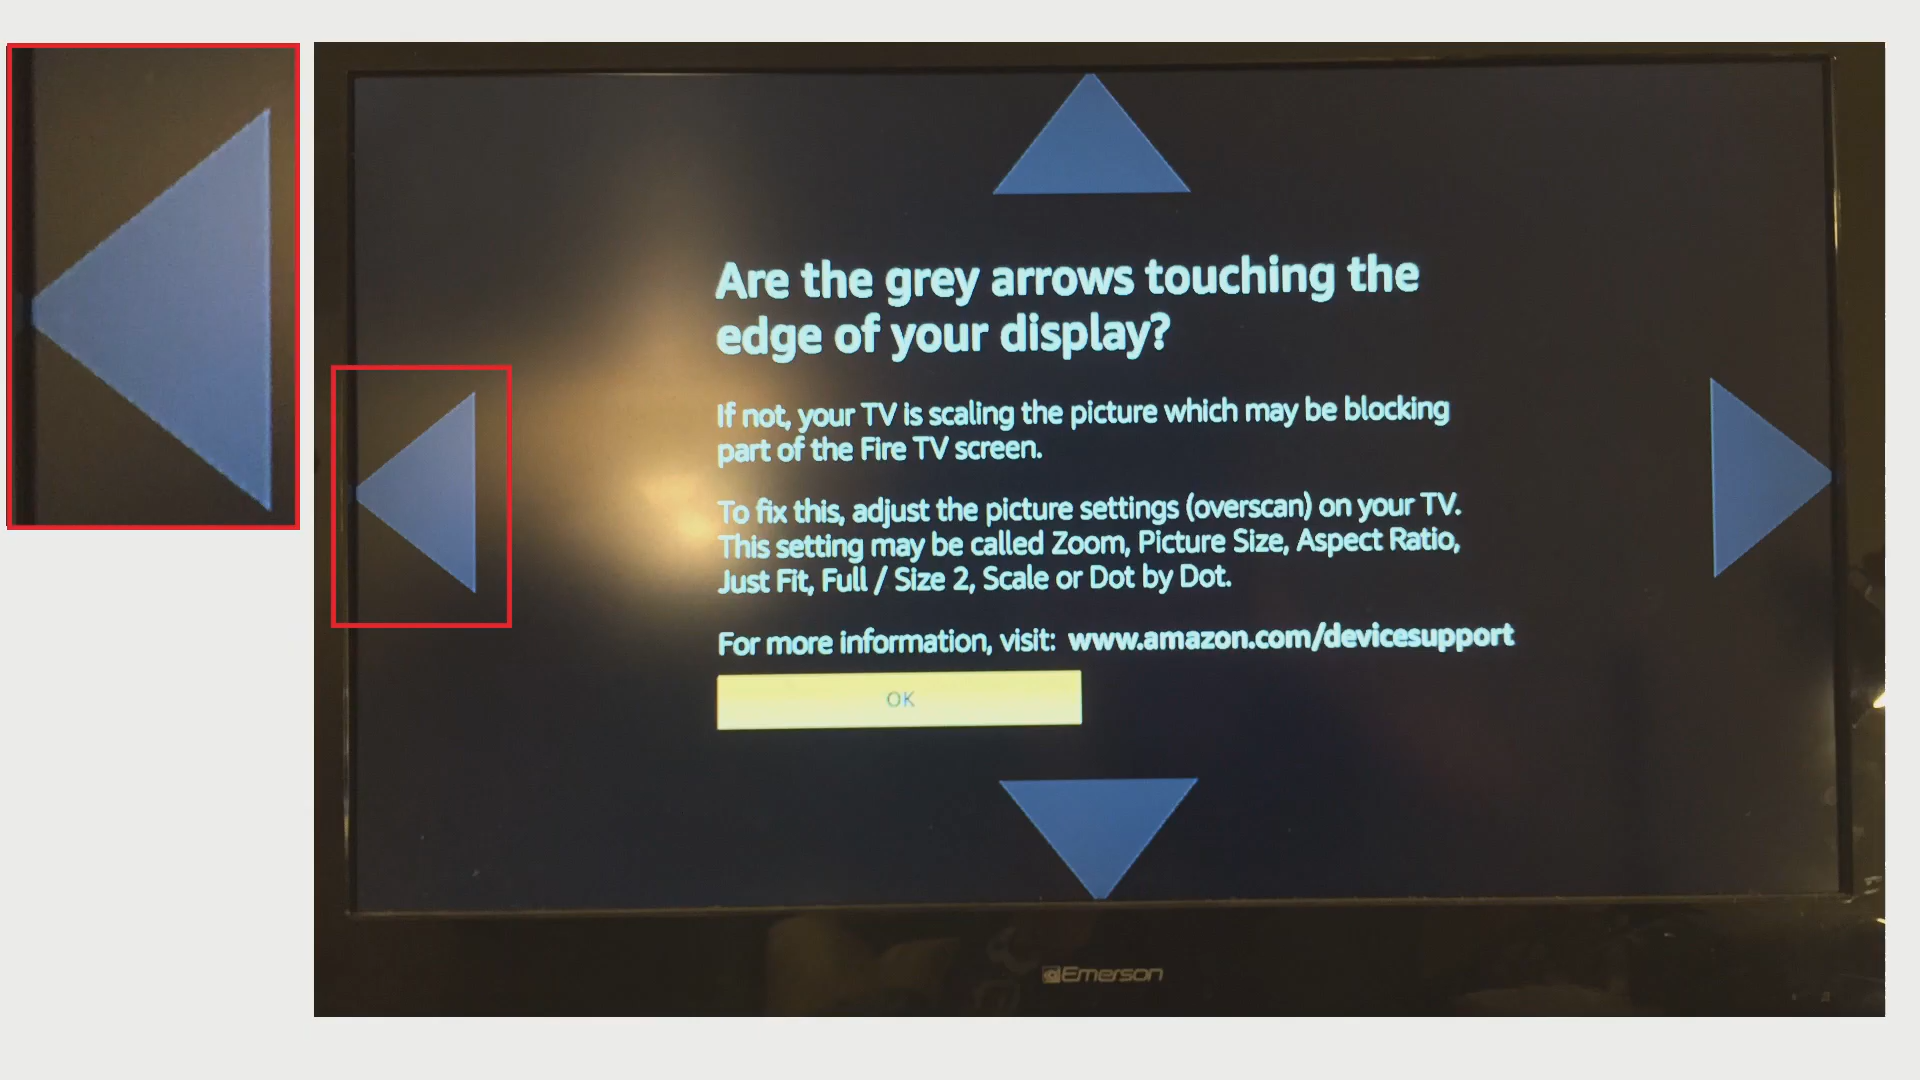 Are the grey arrows touching the
edge of your display?
If not, your TV is scaling the picture which may be blocking
part of the Fire TV screen.
To fix this, adjust the picture settings (overscan) on your TV.
This setting may be called Zoom, Picture Size, Aspect Ratio,
Just Fit, Full / Size 2, Scale or Dot by Dot.
For more information, visit: www.amazon.com/devicesupport
OK
Emerson